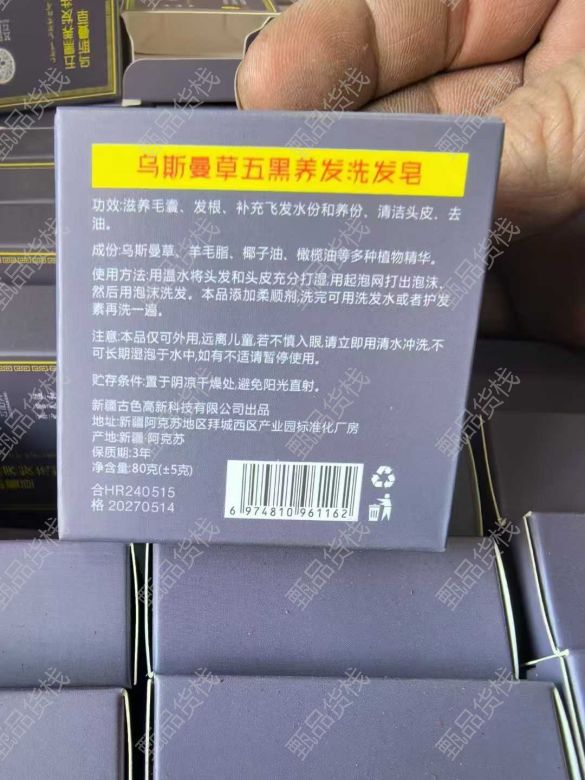 乌斯曼草五黑养发洗发皂
功效:滋养毛囊、发根、补充飞发水份和养份、清洁头皮、去
油。
成份:乌斯曼草、羊毛脂、椰子油、橄榄油等多种植物精华。
使用方法:用温水将头发和头皮充分打湿,用起泡网打出泡沫,
然后用泡沫洗发。本品添加柔顺剂,洗完可用洗发水或者护发
素再洗一遍。
注意:本品仅可外用,远离儿童,若不慎入眼,请立即用清水冲洗,不
可长期湿泡于水中,如有不适请暂停使用。
贮存条件:置于阴凉干燥处,避免阳光直射。
新疆古色高新科技有限公司出品
地址:新疆阿克苏地区拜城西区产业园标准化厂房
产地:新疆·阿克苏
保质期:3年
净含量:80克(±5克)
合HR240515
格 20270514
6 974810 961162
甄品货栈